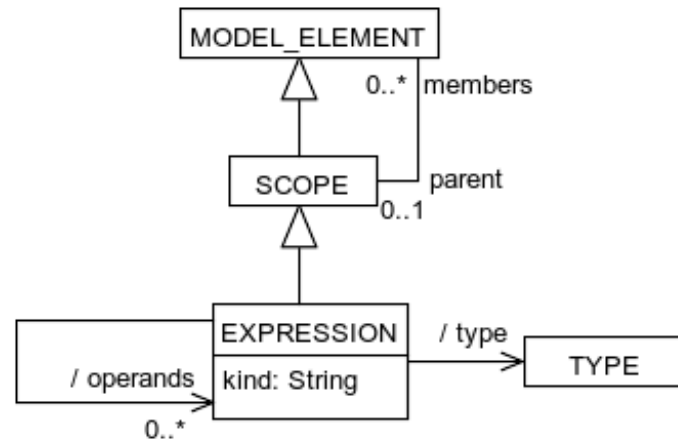 MODEL_ELEMENT
0..* members
SCOPE
parent
0..1
EXPRESSION
/ type
TYPE
/ operands
kind: String
0..*